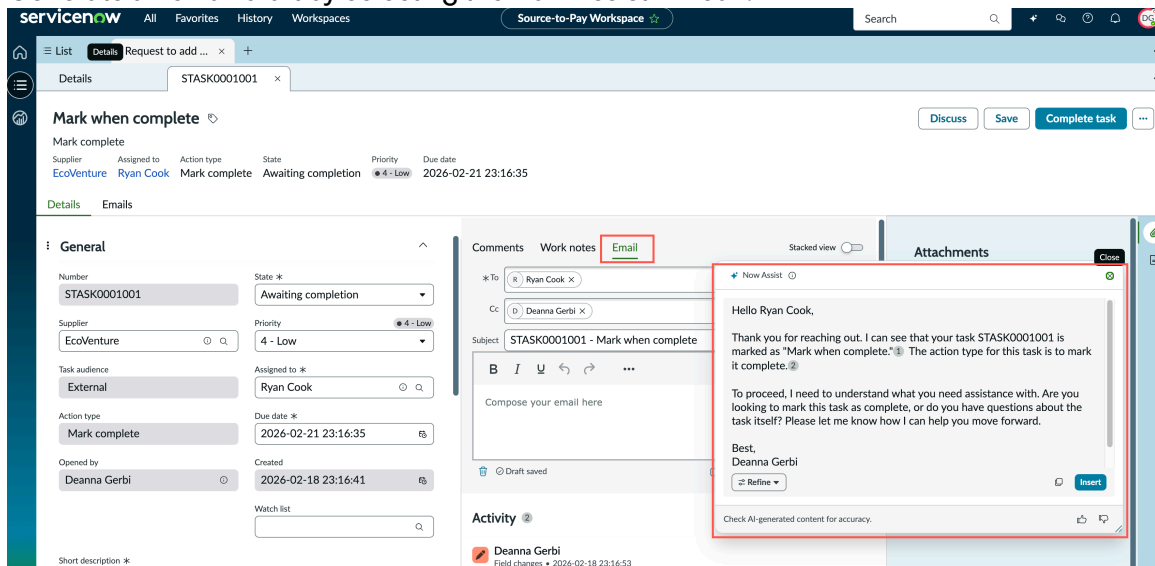 servicenow All Favorites History Workspaces Source-to-Pay Workspace Search
List Details Request to add ... × +
Details STASK0001001 ×
Mark when complete
Discuss Save Complete task ...
Mark complete
Supplier Assigned to Action type State Priority Due date
EcoVenture Ryan Cook Mark complete Awaiting completion 4 - Low 2026-02-21 23:16:35
Details Emails
General
Number
STASK0001001
State *
Awaiting completion
Supplier
EcoVenture
Priority 4 - Low
4 - Low
Task audience
External
Assigned to *
Ryan Cook
Action type
Mark complete
Due date *
2026-02-21 23:16:35
Opened by
Deanna Gerbi
Created
2026-02-18 23:16:41
Watch list
Short description *
Comments Work notes Email Stacked view
*To R Ryan Cook ×
Cc D Deanna Gerbi ×
Subject STASK0001001 - Mark when complete
B I U ...
Compose your email here
Draft saved
Activity 2
Deanna Gerbi
Field changes • 2026-02-18 23:16:53
Attachments
Close
Now Assist
Hello Ryan Cook,
Thank you for reaching out. I can see that your task STASK0001001 is
marked as "Mark when complete." 1 The action type for this task is to mark
it complete. 2
To proceed, I need to understand what you need assistance with. Are you
looking to mark this task as complete, or do you have questions about the
task itself? Please let me know how I can help you move forward.
Best,
Deanna Gerbi
Refine Insert
Check AI-generated content for accuracy.